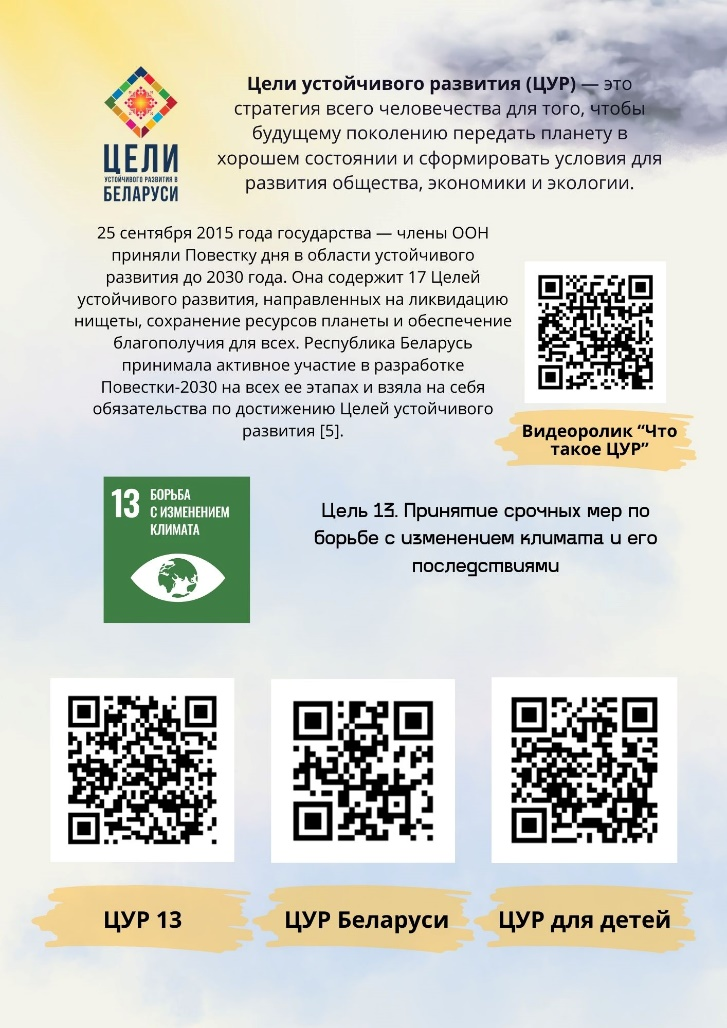 ЦЕЛИ
УСТОЙЧИВОГО РАЗВИТИЯ В
БЕЛАРУСИ
Цели устойчивого развития (ЦУР) — это
стратегия всего человечества для того, чтобы
будущему поколению передать планету в
хорошем состоянии и сформировать условия для
развития общества, экономики и экологии.
25 сентября 2015 года государства — члены ООН
приняли Повестку дня в области устойчивого
развития до 2030 года. Она содержит 17 Целей
устойчивого развития, направленных на ликвидацию
нищеты, сохранение ресурсов планеты и обеспечение
благополучия для всех. Республика Беларусь
принимала активное участие в разработке
Повестки-2030 на всех ее этапах и взяла на себя
обязательства по достижению Целей устойчивого
развития [5].
Видеоролик “Что
такое ЦУР”
13 БОРЬБА
С ИЗМЕНЕНИЕМ
КЛИМАТА
Цель 13. Принятие срочных мер по
борьбе с изменением климата и его
последствиями
ЦУР 13
ЦУР Беларуси
ЦУР для детей